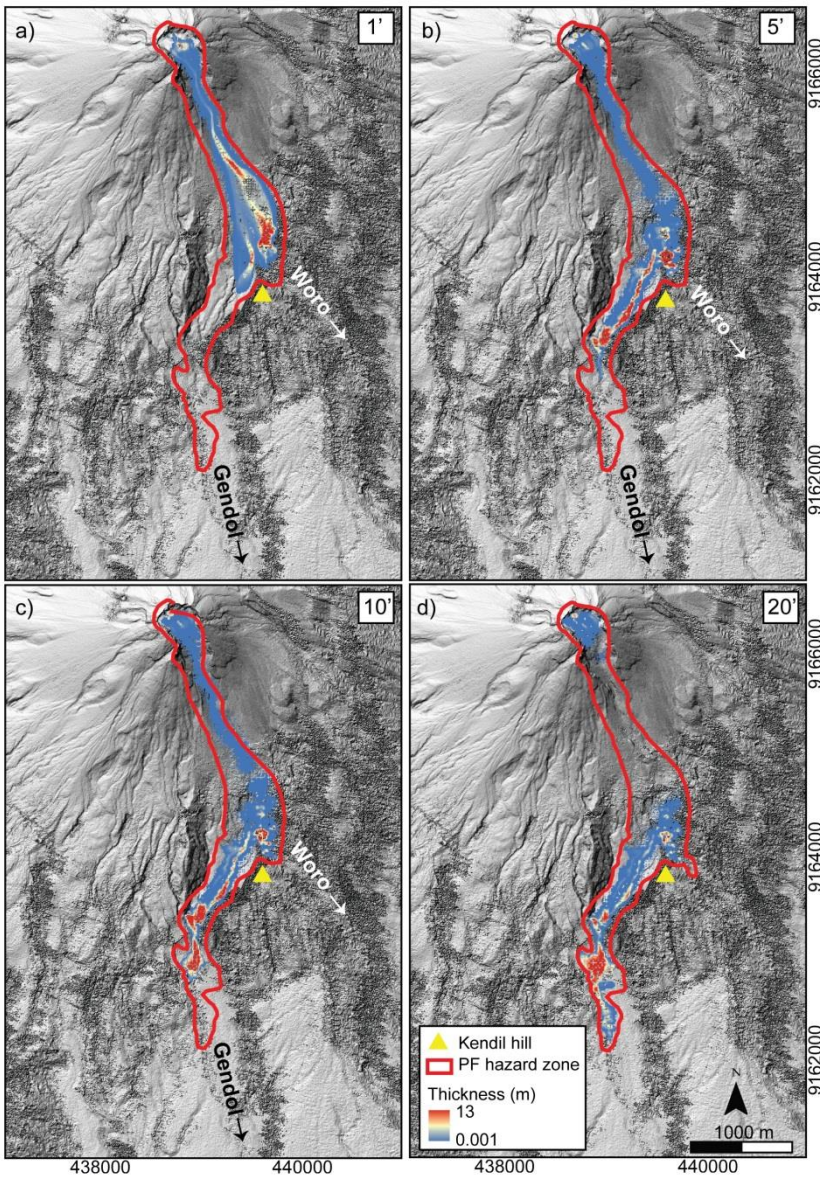 a)
1'
b)
5'
9166000
9164000
9162000
Woro →
Woro →
Gendol →
Gendol →
c)
10'
d)
20'
9166000
9164000
9162000
Woro →
Gendol →
Kendil hill
PF hazard zone
Thickness (m)
13
0.001
N
1000 m
438000
440000
438000
440000